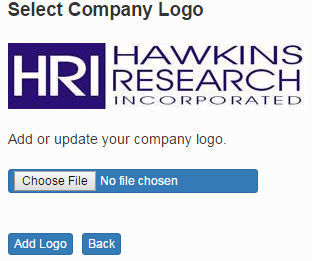 Select Company Logo
HRI
HAWKINS
RESEARCH
INCORPORATED
Add or update your company logo.
Choose File No file chosen
Add Logo Back